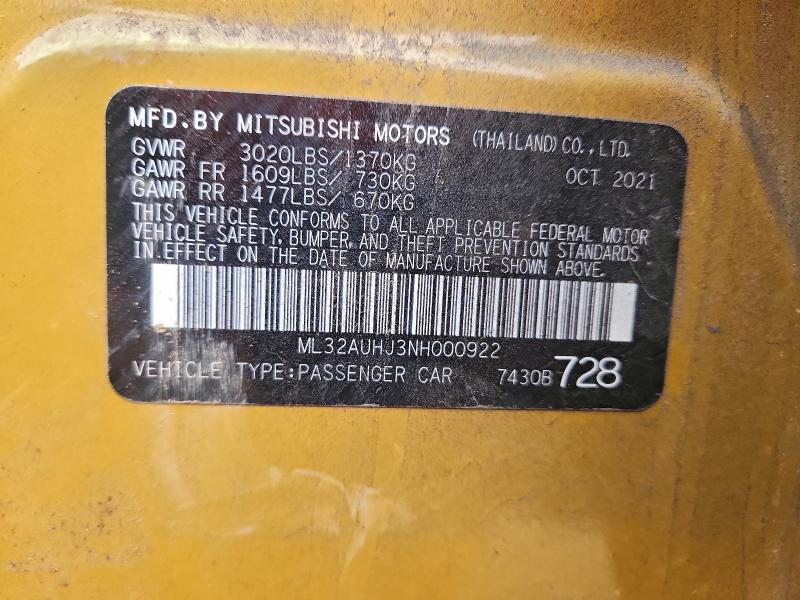 MFD.BY MITSUBISHI MOTORS (THAILAND) CO., LTD.
GVWR 3020LBS/1370KG OCT 2021
GAWR FR 1609LBS/ 730KG
GAWR RR 1477LBS/ 670KG
THIS VEHICLE CONFORMS TO ALL APPLICABLE FEDERAL MOTOR
VEHICLE SAFETY, BUMPER, AND THEFT PREVENTION STANDARDS
IN EFFECT ON THE DATE OF MANUFACTURE SHOWN ABOVE.
ML32AUHJ3NH000922
VEHICLE TYPE:PASSENGER CAR 7430B 728